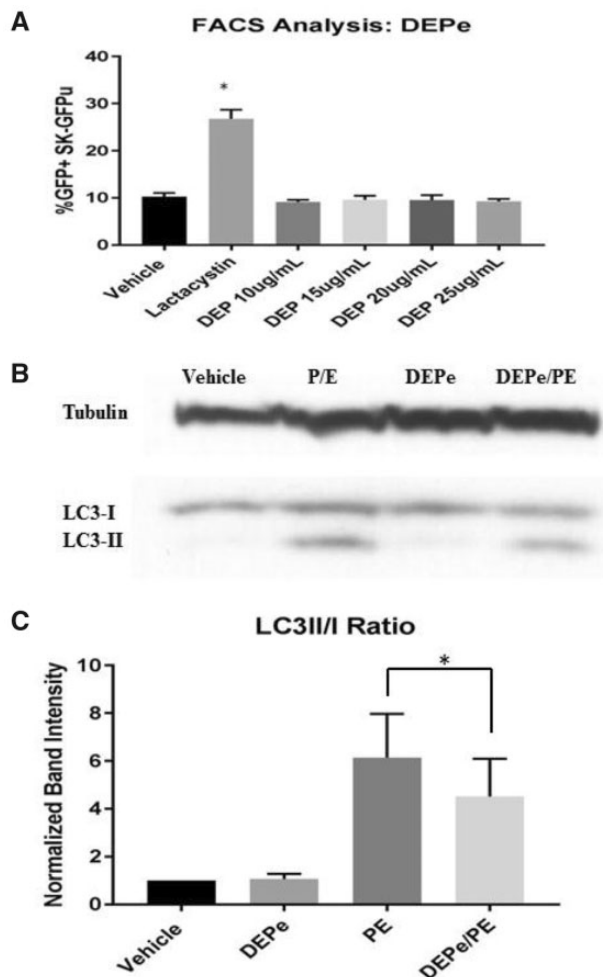 A
FACS Analysis: DEPe
%GFP+ SK-GFPu
40
30
20
10
0
*
Vehicle
Lactacystin
DEP 10ug/mL
DEP 15ug/mL
DEP 20ug/mL
DEP 25ug/mL
B
Vehicle P/E DEPe DEPe/PE
Tubulin
LC3-I
LC3-II
C
LC3II/I Ratio
Normalized Band Intensity
10
8
6
4
2
0
*
Vehicle
DEPe
PE
DEPe/PE